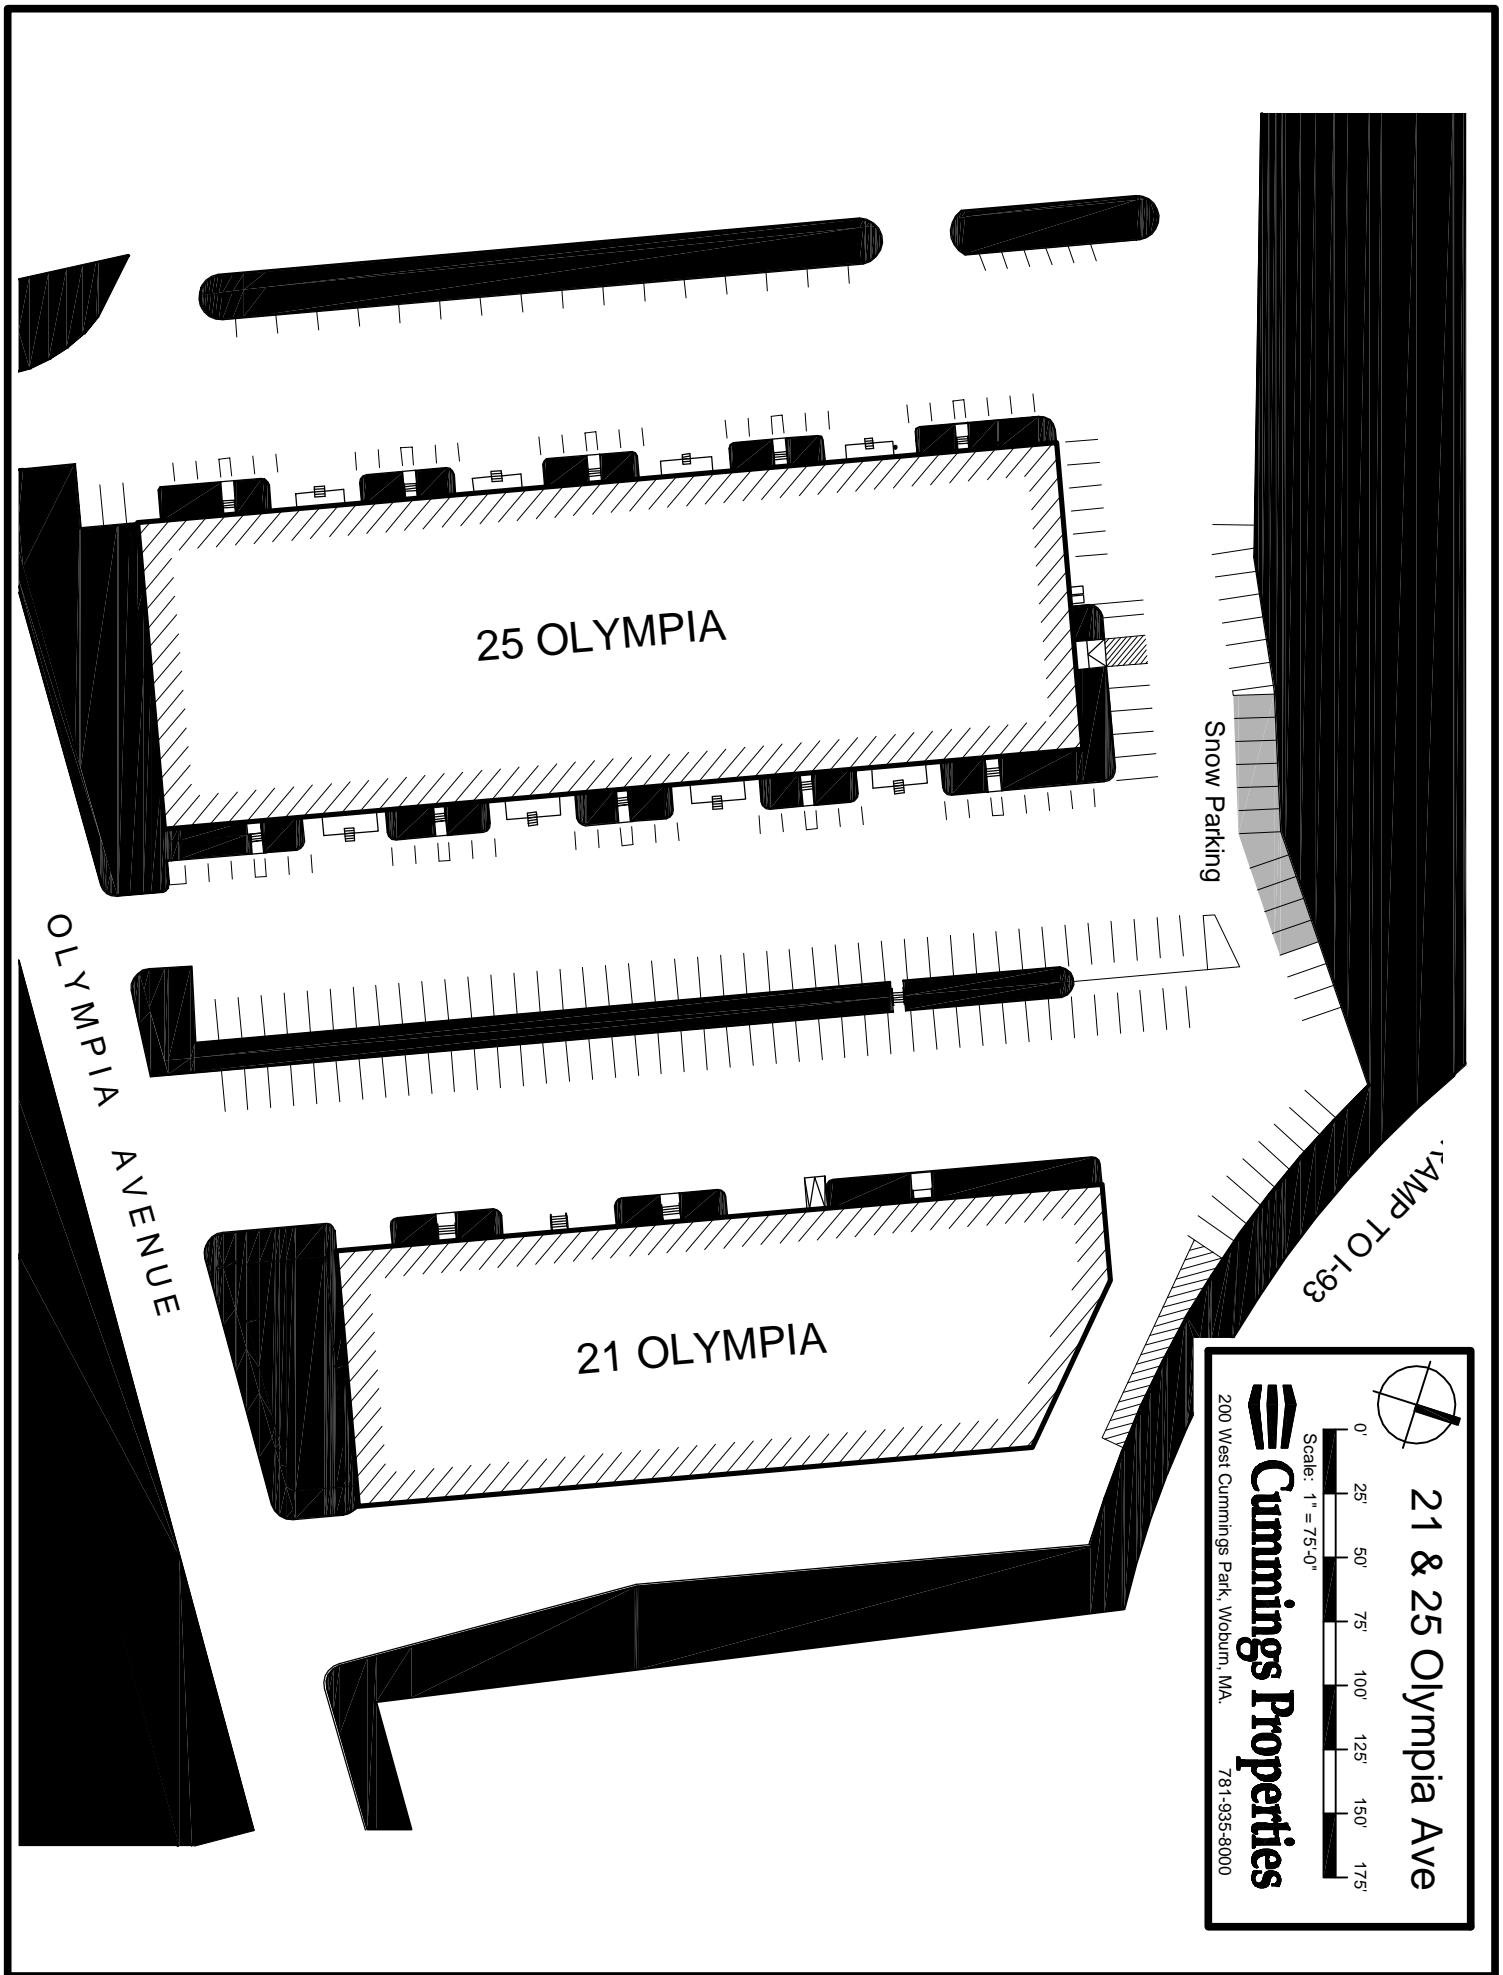 25 OLYMPIA
Snow Parking
OLYMPIA AVENUE
21 OLYMPIA
TO I-93
21 & 25 Olympia Ave
0' 25' 50' 75' 100' 125' 150' 175'
Scale: 1" = 75'-0"
Cummings Properties
200 West Cummings Park, Woburn, MA. 781-935-8000